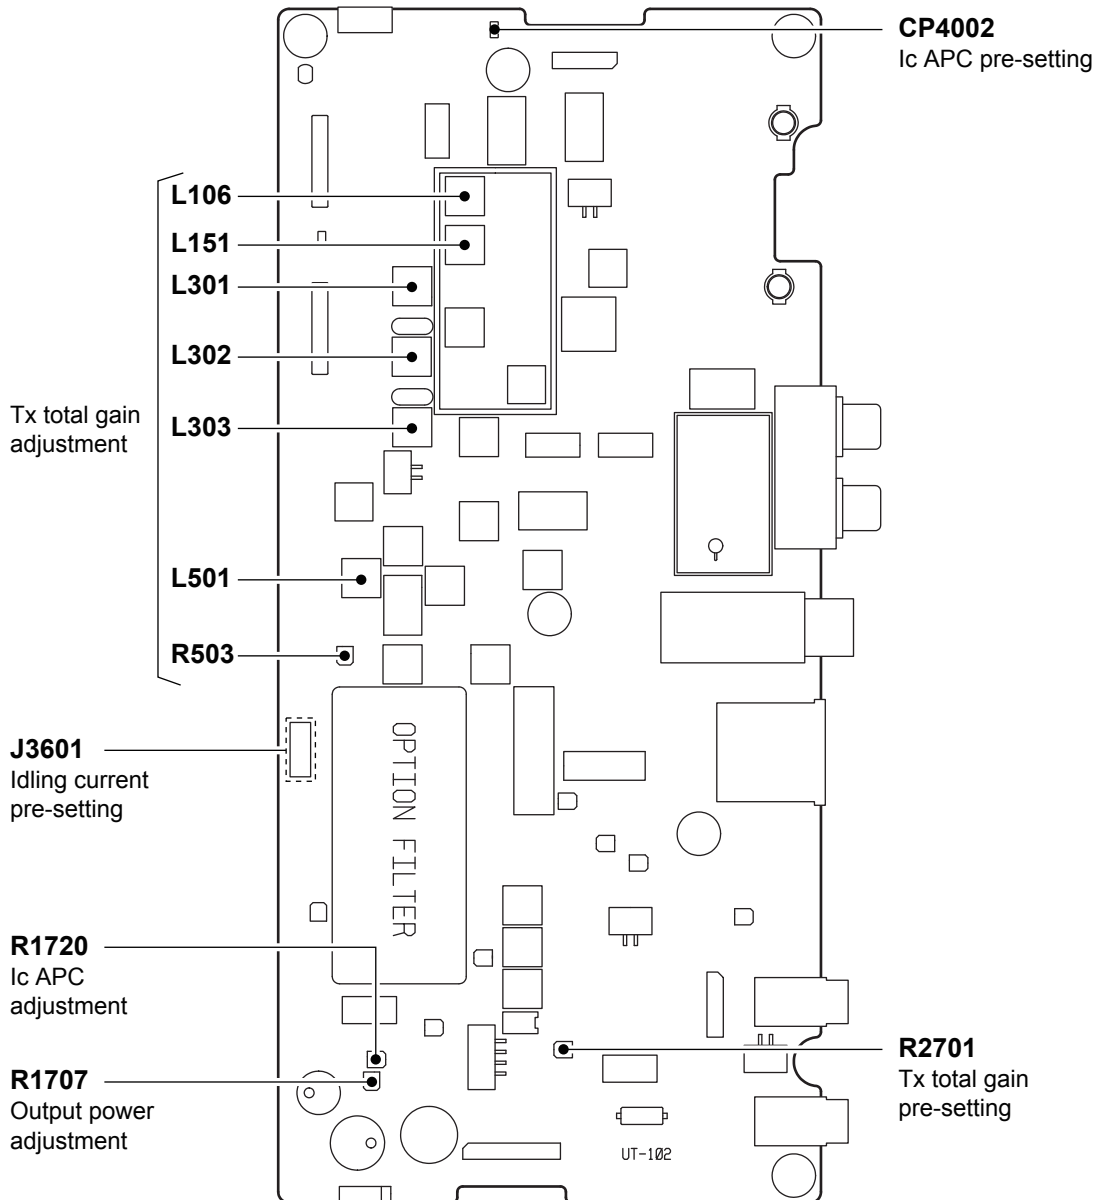 CP4002
Ic APC pre-setting
L106
L151
L301
L302
Tx total gain
adjustment
L303
L501
R503
J3601
Idling current
pre-setting
OPTION FILTER
R1720
Ic APC
adjustment
R1707
Output power
adjustment
R2701
Tx total gain
pre-setting
UT-102